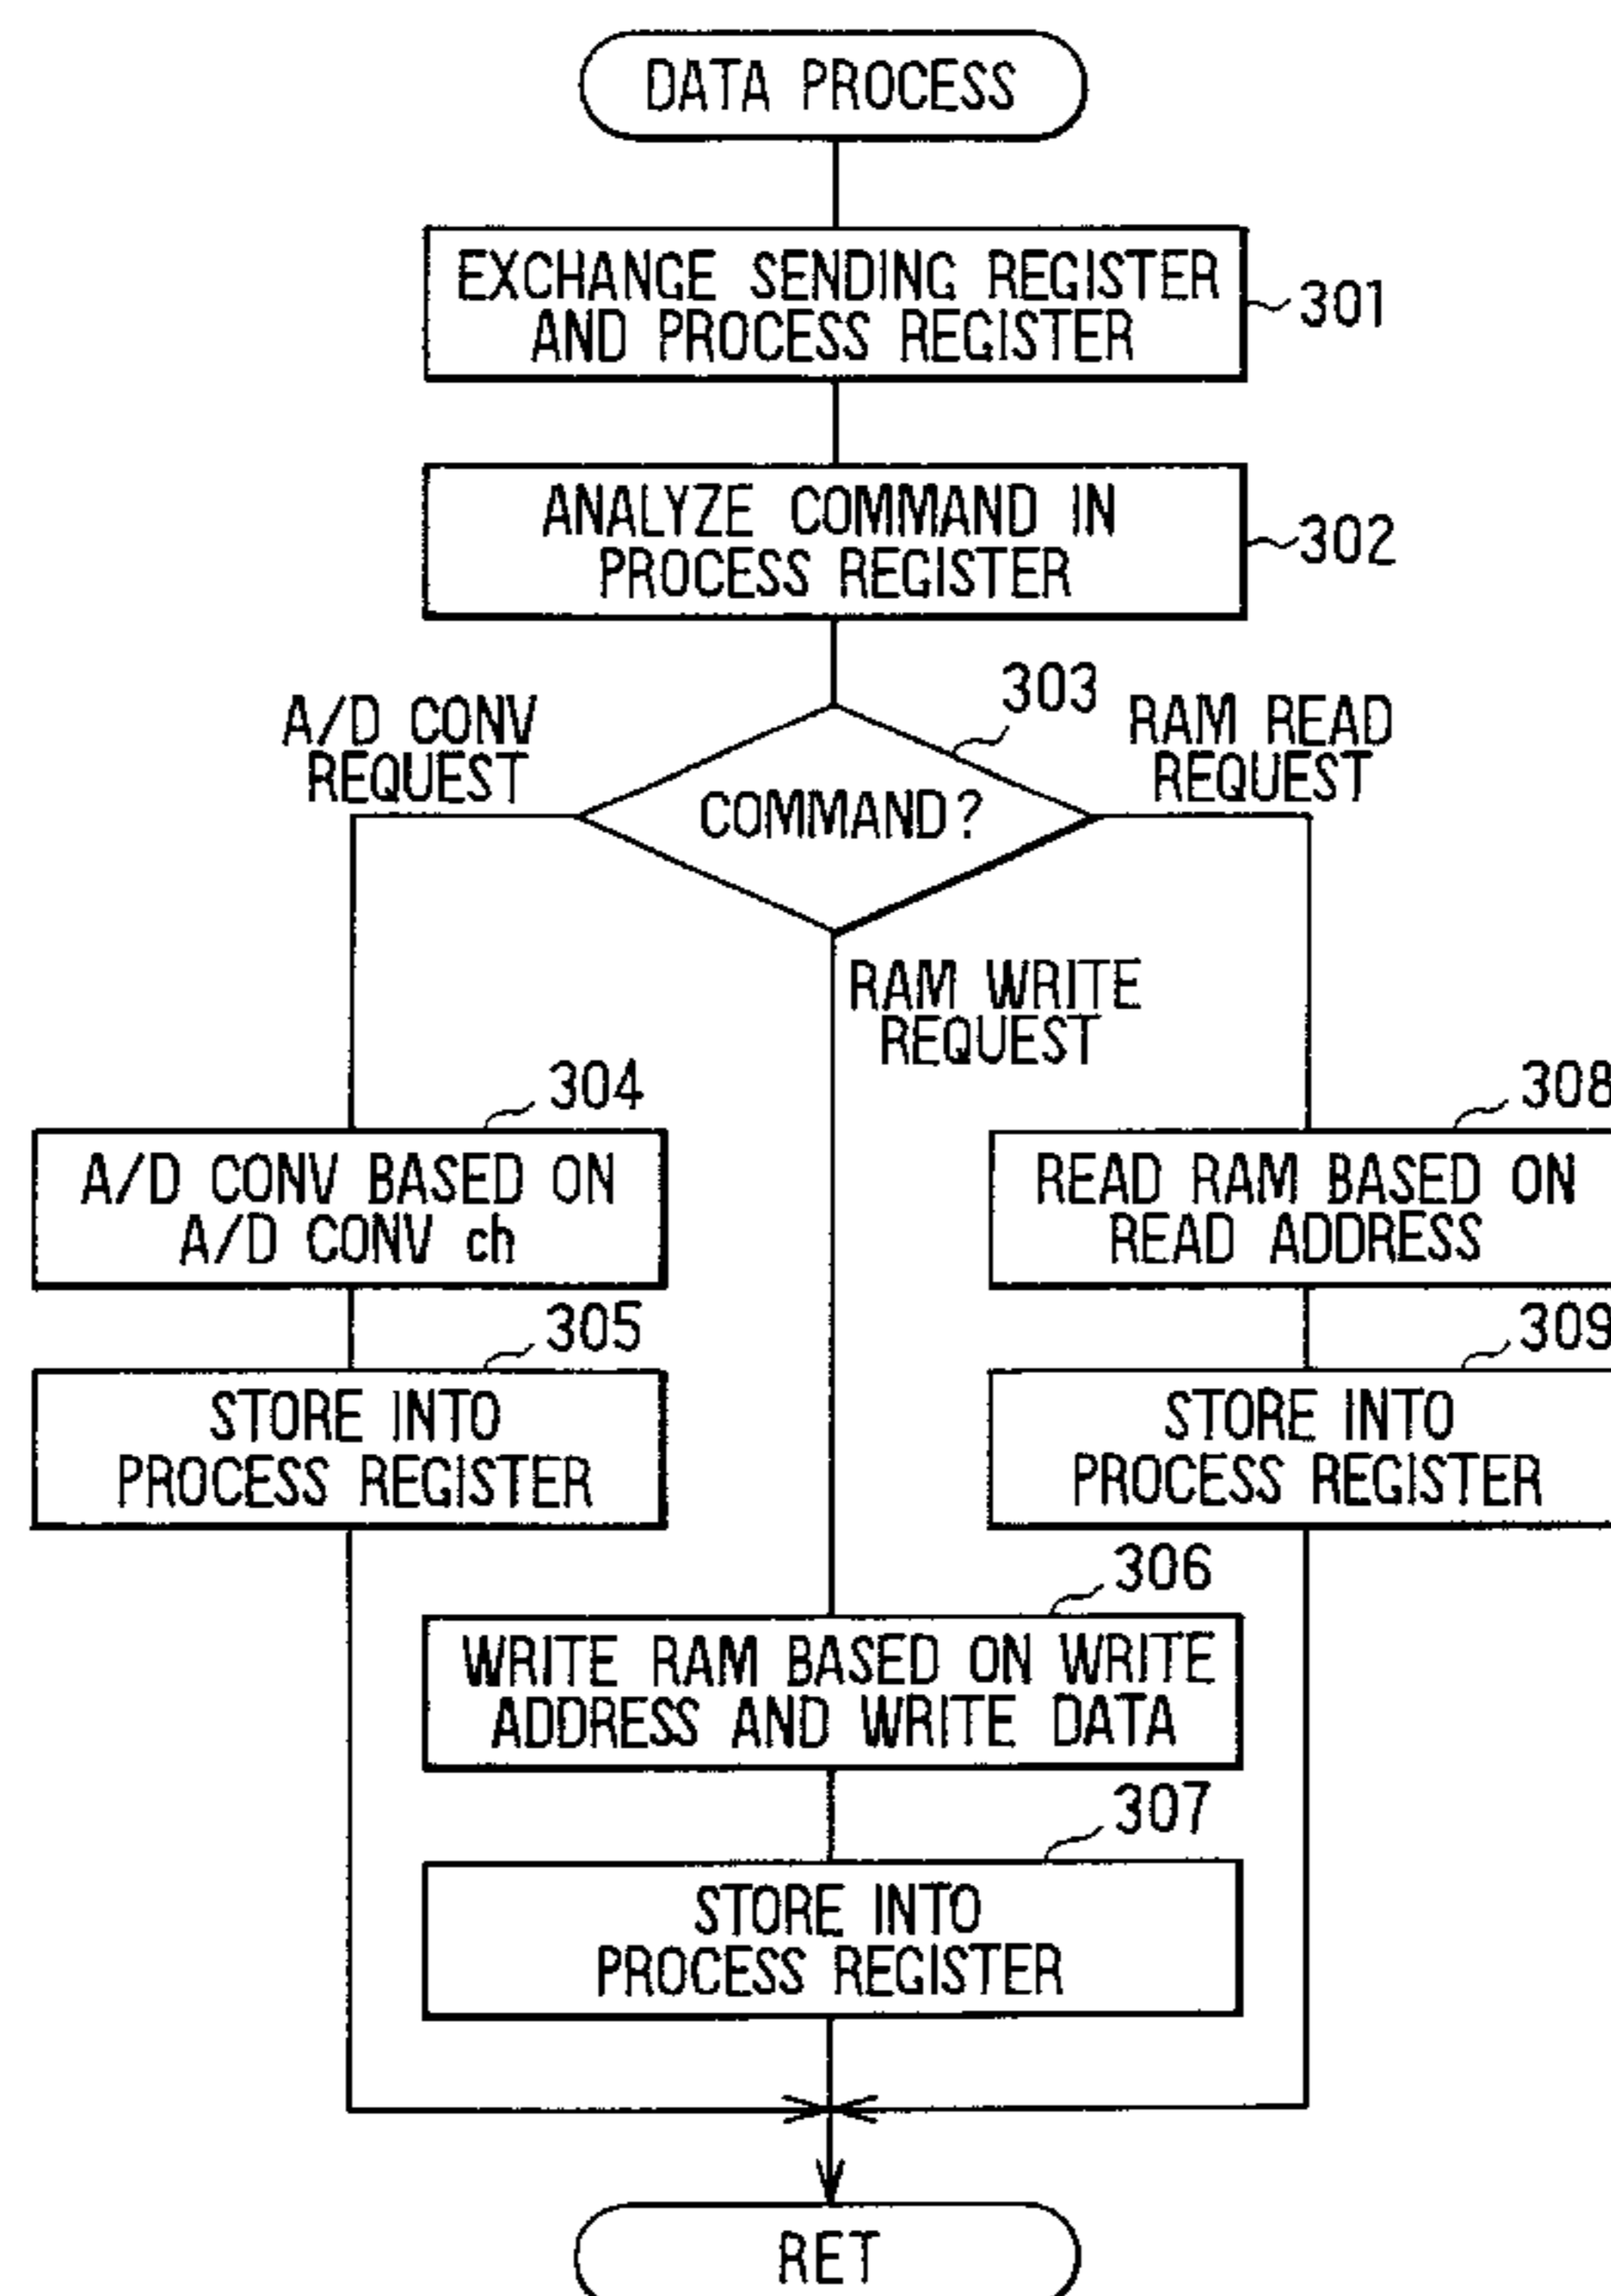 DATA PROCESS
EXCHANGE SENDING REGISTER
AND PROCESS REGISTER
301
ANALYZE COMMAND IN
PROCESS REGISTER
302
303
A/D CONV
REQUEST
COMMAND?
RAM READ
REQUEST
RAM WRITE
REQUEST
304
A/D CONV BASED ON
A/D CONV ch
305
STORE INTO
PROCESS REGISTER
308
READ RAM BASED ON
READ ADDRESS
309
STORE INTO
PROCESS REGISTER
306
WRITE RAM BASED ON WRITE
ADDRESS AND WRITE DATA
307
STORE INTO
PROCESS REGISTER
RET